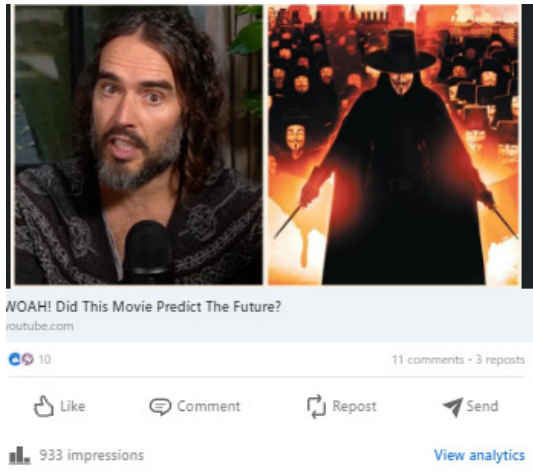 WOAH! Did This Movie Predict The Future?
youtube.com
10
11 comments · 3 reposts
Like
Comment
Repost
Send
933 impressions
View analytics